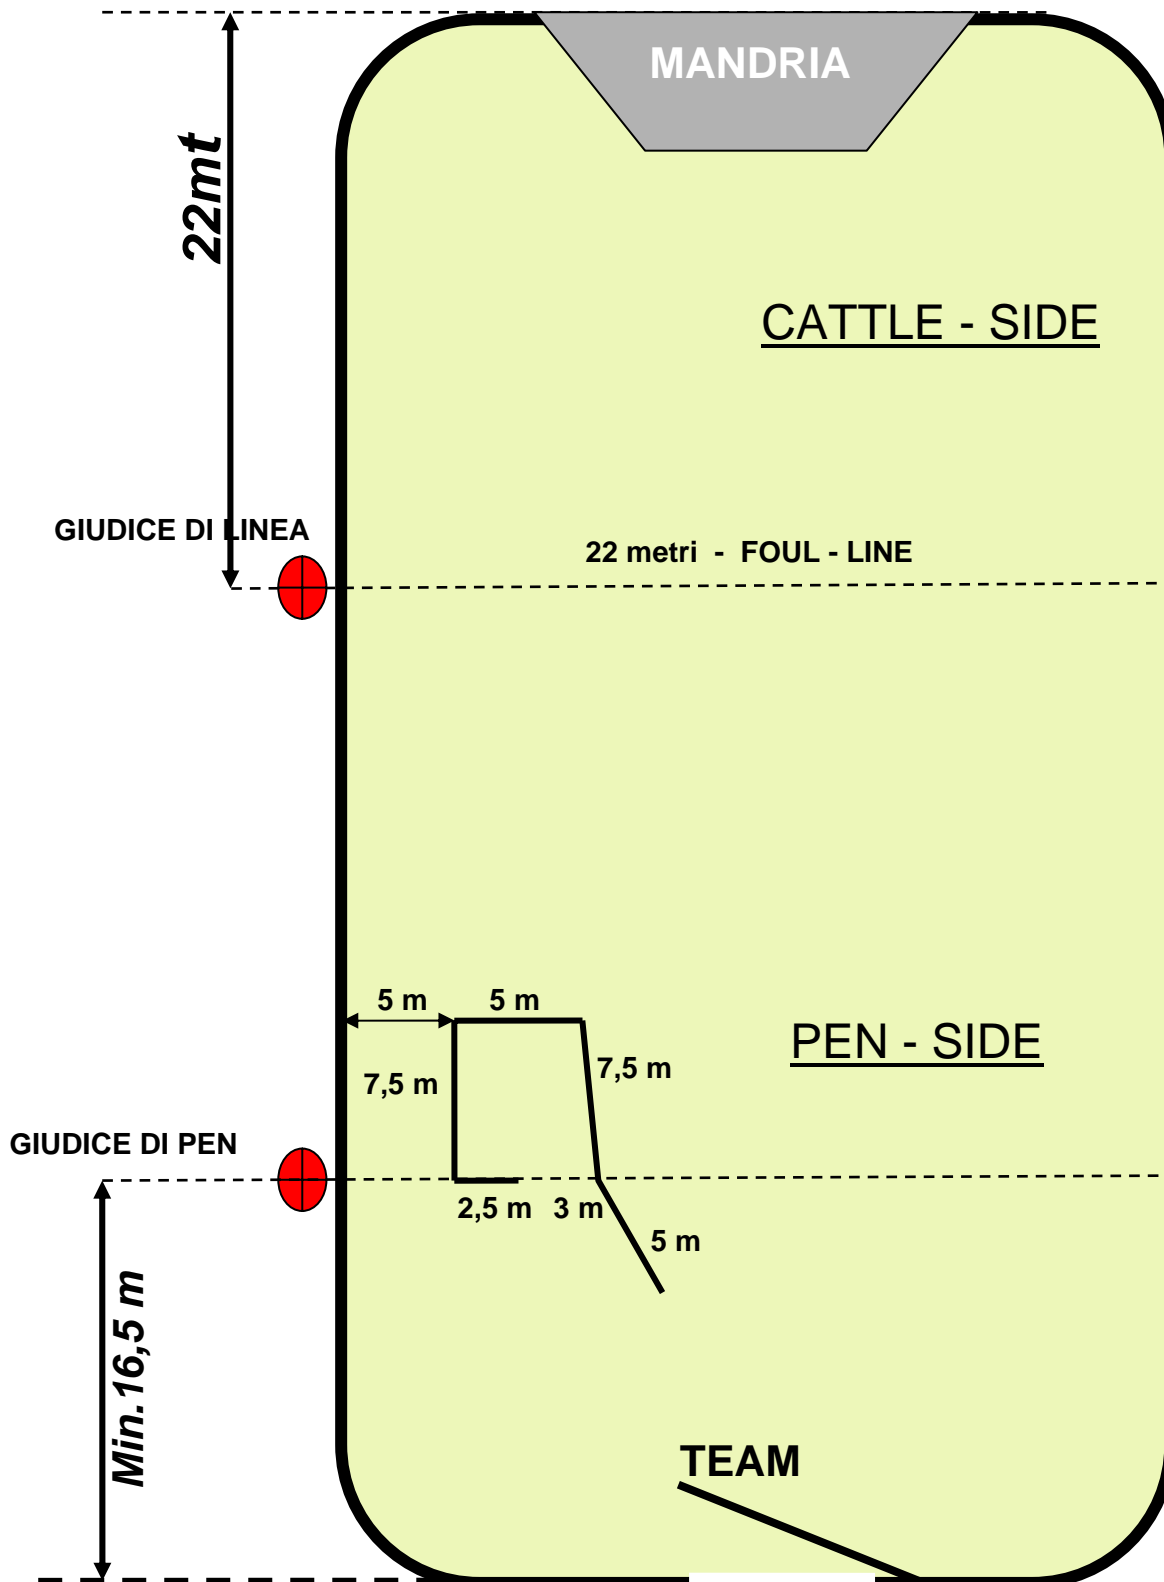 MANDRIA
22mt
CATTLE - SIDE
GIUDICE DI LINEA
22 metri - FOUL - LINE
5 m
5 m
PEN - SIDE
7,5 m
7,5 m
GIUDICE DI PEN
2,5 m
3 m
5 m
Min.16,5 m
TEAM